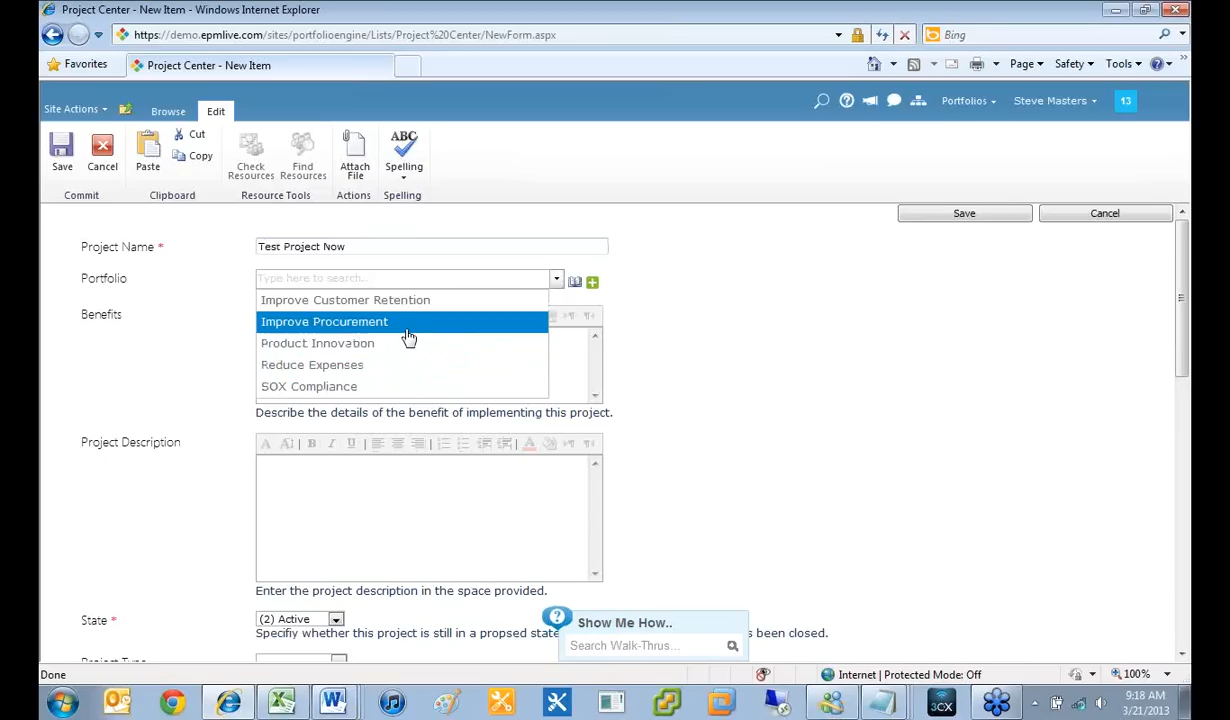 Project Center - New Item - Windows Internet Explorer
https://demo.epmlive.com/sites/portfolioengine/Lists/Project%20Center/NewForm.aspx
Bing
Favorites
Project Center - New Item
Page
Safety
Tools
Site Actions
Browse
Edit
Portfolios
Steve Masters
13
Save
Cancel
Paste
Cut
Copy
Check Resources
Find Resources
Attach File
ABC
Spelling
Commit
Clipboard
Resource Tools
Actions
Spelling
Save
Cancel
Project Name *
Test Project Now
Portfolio
Type here to search...
Improve Customer Retention
Improve Procurement
Product Innovation
Reduce Expenses
SOX Compliance
Benefits
Describe the details of the benefit of implementing this project.
Project Description
Enter the project description in the space provided.
State *
(2) Active
Specifiy whether this project is still in a propsed state
been closed.
Show Me How..
Search Walk-Thrus...
Done
Internet | Protected Mode: Off
100%
3CX
9:18 AM
3/21/2013